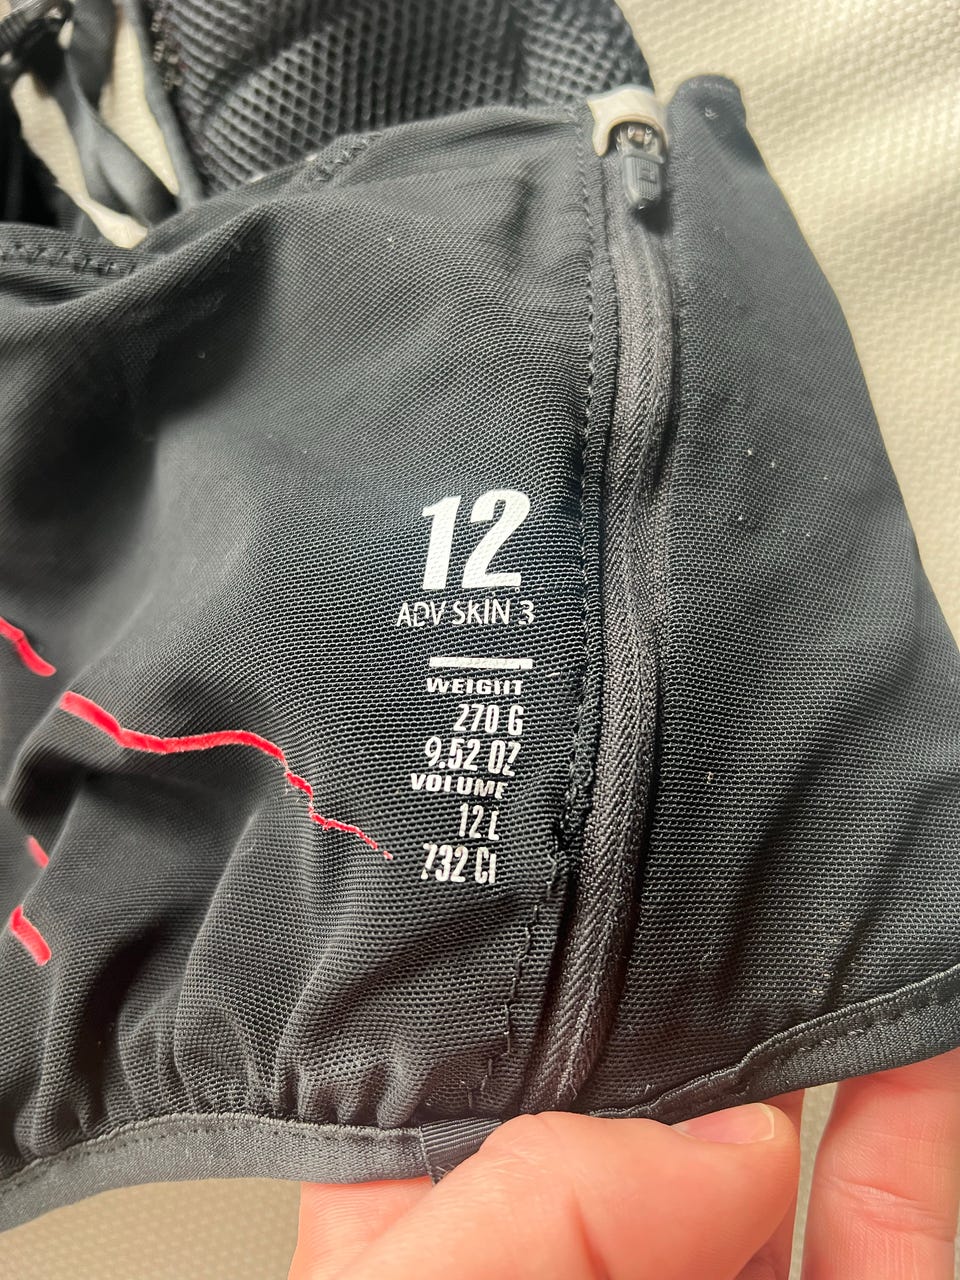 12
ADV SKIN 3
WEIGHT
270 G
9.52 OZ
VOLUME
12 L
732 CI